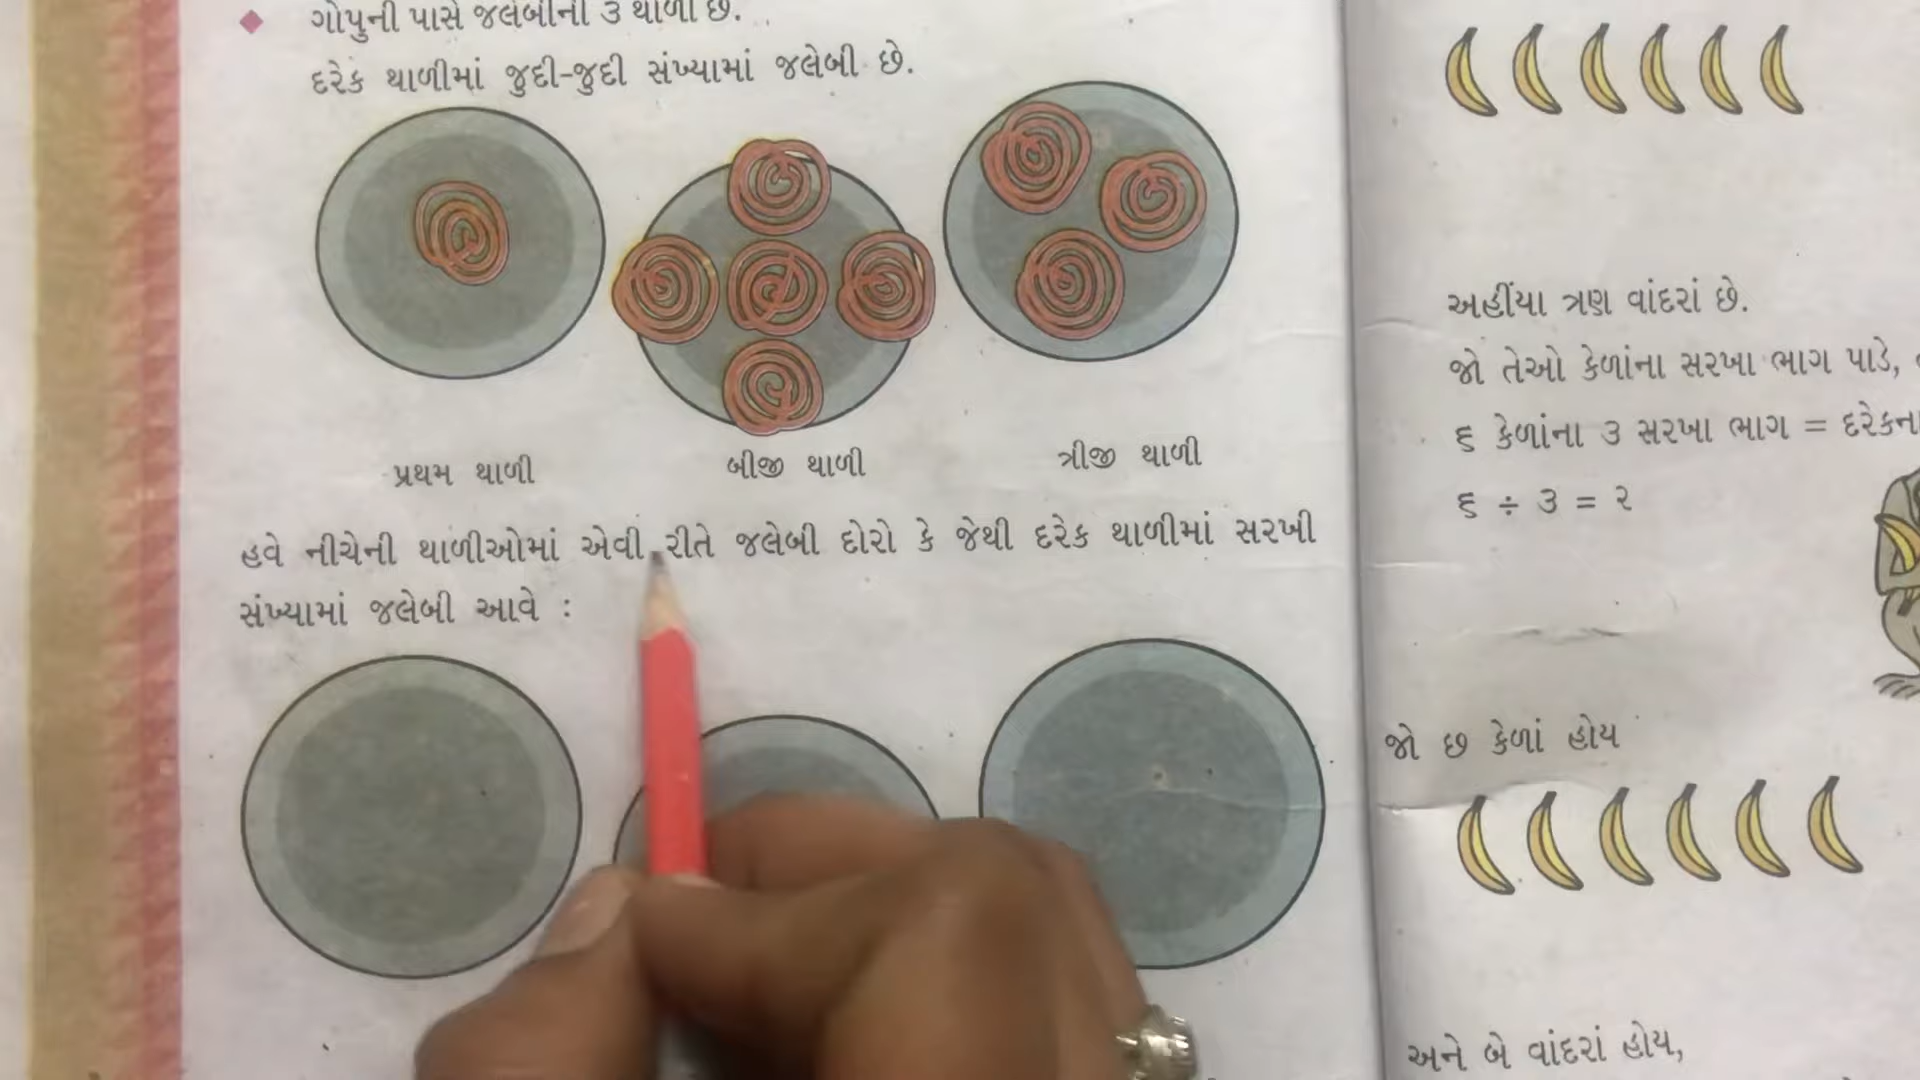 ગોપુની પાસે જલેબીની ૩ થાળી છે.
દરેક થાળીમાં જુદી-જુદી સંખ્યામાં જલેબી છે.
પ્રથમ થાળી
બીજી થાળી
ત્રીજી થાળી
હવે નીચેની થાળીઓમાં એવી રીતે જલેબી દોરો કે જેથી દરેક થાળીમાં સરખી
સંખ્યામાં જલેબી આવે :
અહીંયા ત્રણ વાંદરાં છે.
જો તેઓ કેળાંના સરખા ભાગ પાડે,
૬ કેળાંના ૩ સરખા ભાગ = દરેકના
૬ ÷ ૩ = ૨
જો છ કેળાં હોય
અને બે વાંદરાં હોય,